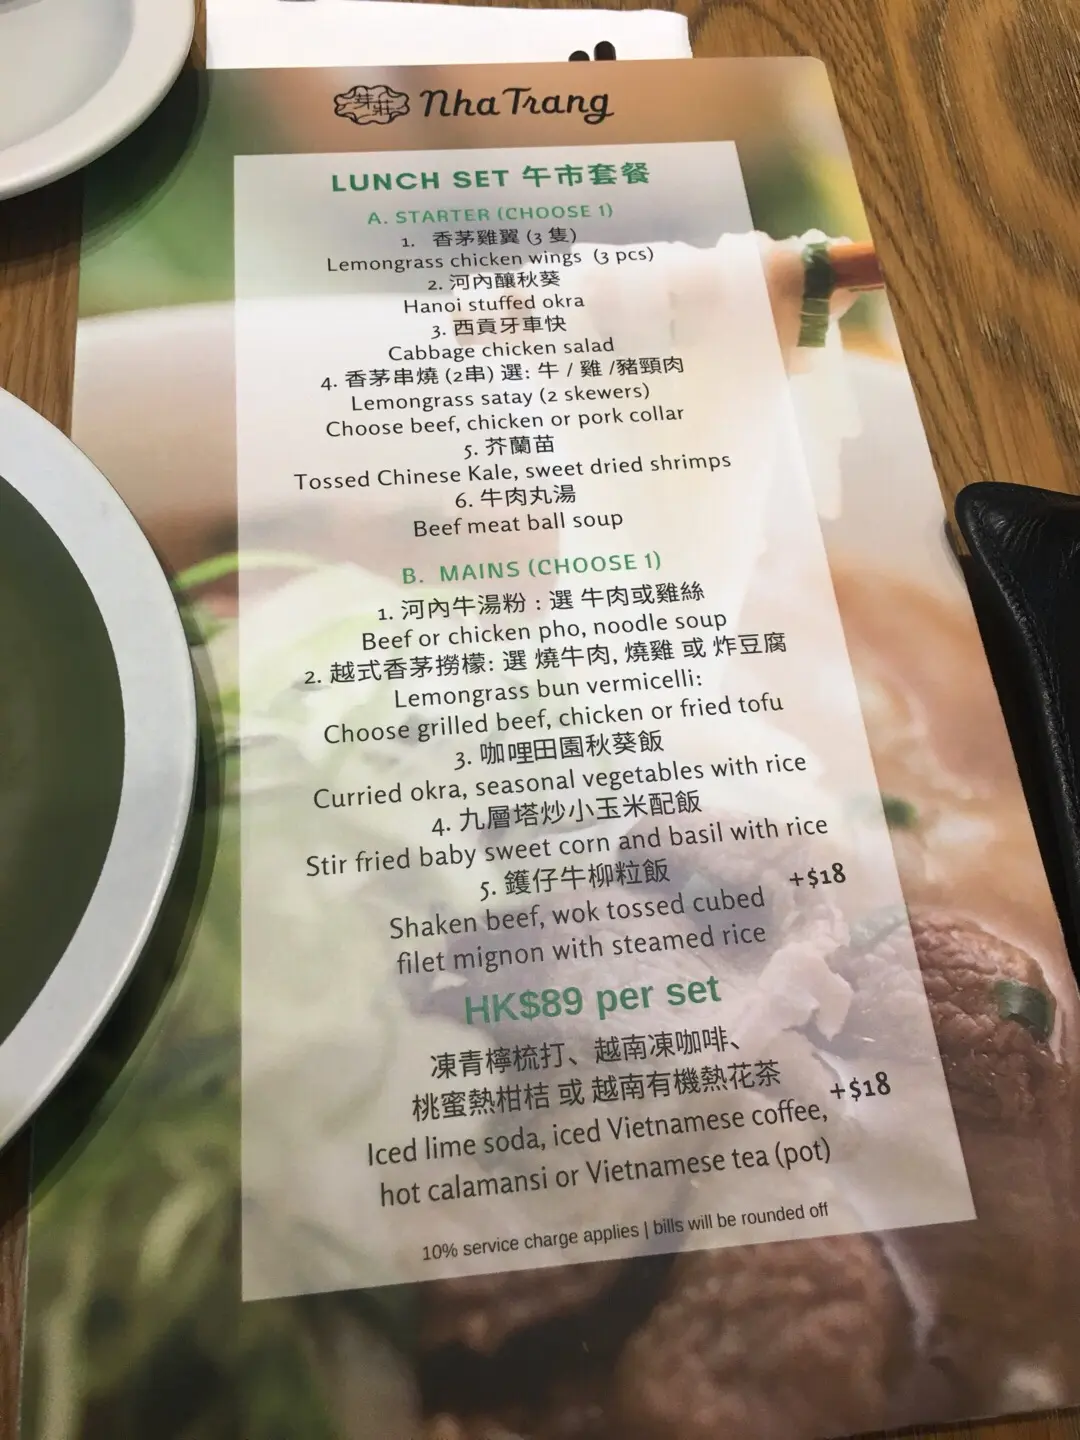 芽莊 Nha Trang
LUNCH SET 午市套餐
A. STARTER (CHOOSE 1)
1. 香茅雞翼 (3 隻)
Lemongrass chicken wings (3 pcs)
2. 河內釀秋葵
Hanoi stuffed okra
3. 西貢牙車快
Cabbage chicken salad
4. 香茅串燒 (2串) 選: 牛 / 雞 /豬頸肉
Lemongrass satay (2 skewers)
Choose beef, chicken or pork collar
5. 芥蘭苗
Tossed Chinese Kale, sweet dried shrimps
6. 牛肉丸湯
Beef meat ball soup
B. MAINS (CHOOSE 1)
1. 河內牛湯粉 : 選 牛肉或雞絲
Beef or chicken pho, noodle soup
2. 越式香茅撈檬: 選 燒牛肉, 燒雞 或 炸豆腐
Lemongrass bun vermicelli:
Choose grilled beef, chicken or fried tofu
3. 咖哩田園秋葵飯
Curried okra, seasonal vegetables with rice
4. 九層塔炒小玉米配飯
Stir fried baby sweet corn and basil with rice
5. 鑊仔牛柳粒飯 +$18
Shaken beef, wok tossed cubed
filet mignon with steamed rice
HK$89 per set
凍青檸梳打、越南凍咖啡、
桃蜜熱柑桔 或 越南有機熱花茶 +$18
Iced lime soda, iced Vietnamese coffee,
hot calamansi or Vietnamese tea (pot)
10% service charge applies | bills will be rounded off